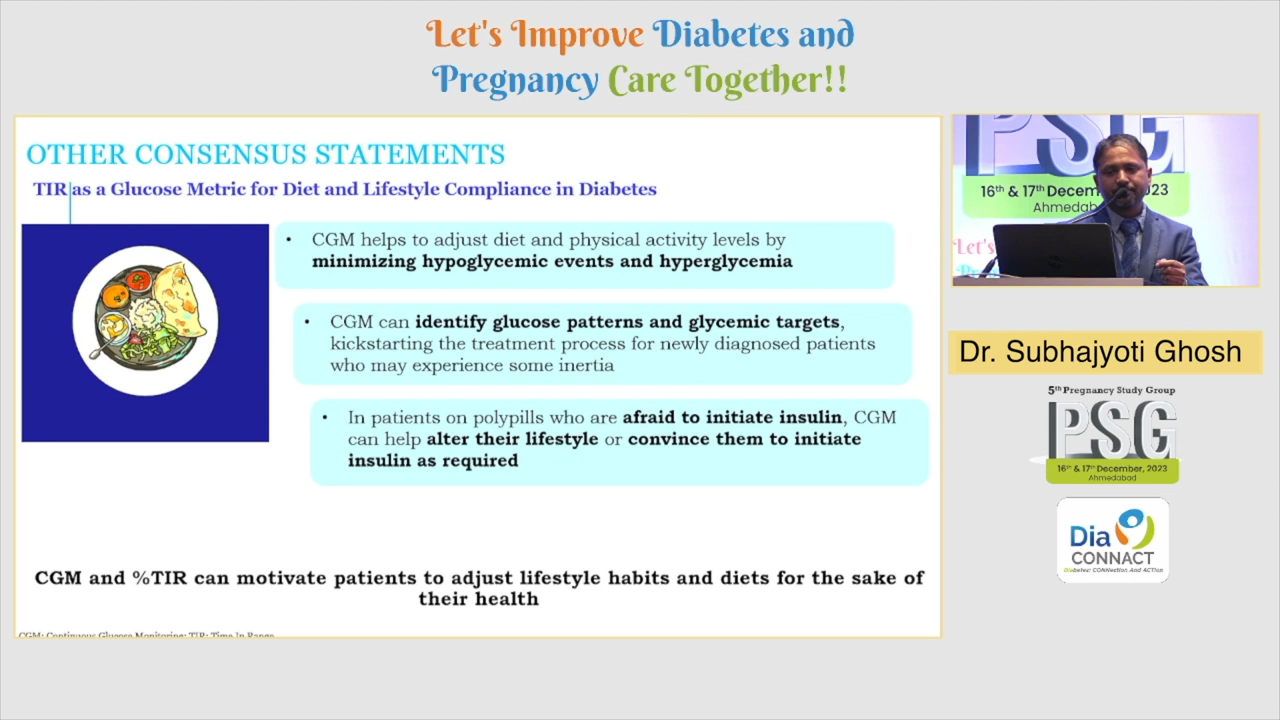 Let's Improve Diabetes and
Pregnancy Care Together!!
OTHER CONSENSUS STATEMENTS
TIR as a Glucose Metric for Diet and Lifestyle Compliance in Diabetes
• CGM helps to adjust diet and physical activity levels by
minimizing hypoglycemic events and hyperglycemia
• CGM can identify glucose patterns and glycemic targets,
kickstarting the treatment process for newly diagnosed patients
who may experience some inertia
• In patients on polypills who are afraid to initiate insulin, CGM
can help alter their lifestyle or convince them to initiate
insulin as required
CGM and %TIR can motivate patients to adjust lifestyle habits and diets for the sake of
their health
CGM: Continuous Glucose Monitoring; TIR: Time In Range
PSG
16th & 17th Decem 2023
Ahmedab
Let's
Dr. Subhajyoti Ghosh
5th Pregnancy Study Group
PSG
16th & 17th December, 2023
Ahmedabad
Dia
CONNACT
Diabetes: CONNection And ACTion